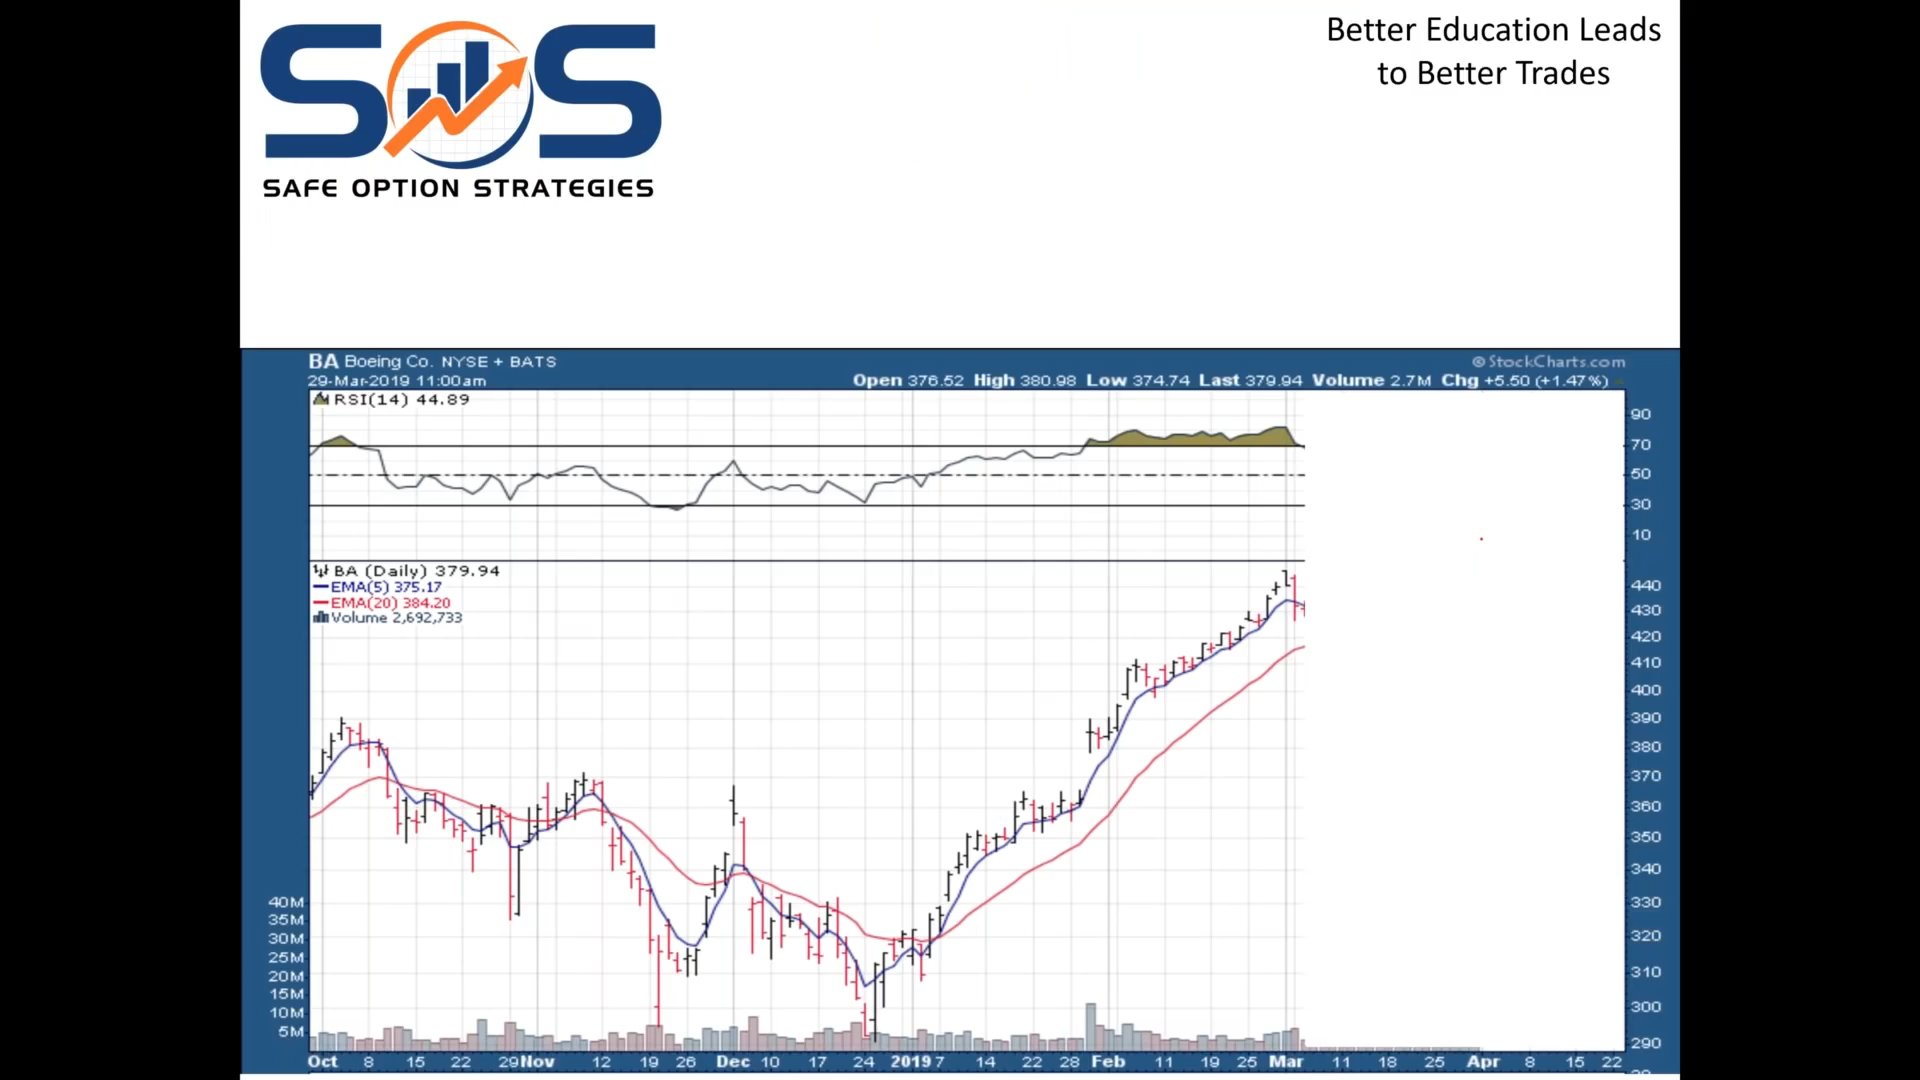 SOS
SAFE OPTION STRATEGIES
Better Education Leads
to Better Trades
BA Boeing Co. NYSE + BATS
© StockCharts.com
29-Mar-2019 11:00am
Open 376.52 High 380.98 Low 374.74 Last 379.94 Volume 2.7M Chg +5.50 (+1.47%)
RSI(14) 44.89
90
70
50
30
10
BA (Daily) 379.94
EMA(5) 375.17
EMA(20) 384.20
Volume 2,692,733
440
430
420
410
400
390
380
370
360
350
340
330
320
310
300
290
40M
35M
30M
25M
20M
15M
10M
5M
Oct 8 15 22 29 Nov 12 19 26 Dec 10 17 24 2019 7 14 22 28 Feb 11 19 25 Mar 11 18 25 Apr 8 15 22